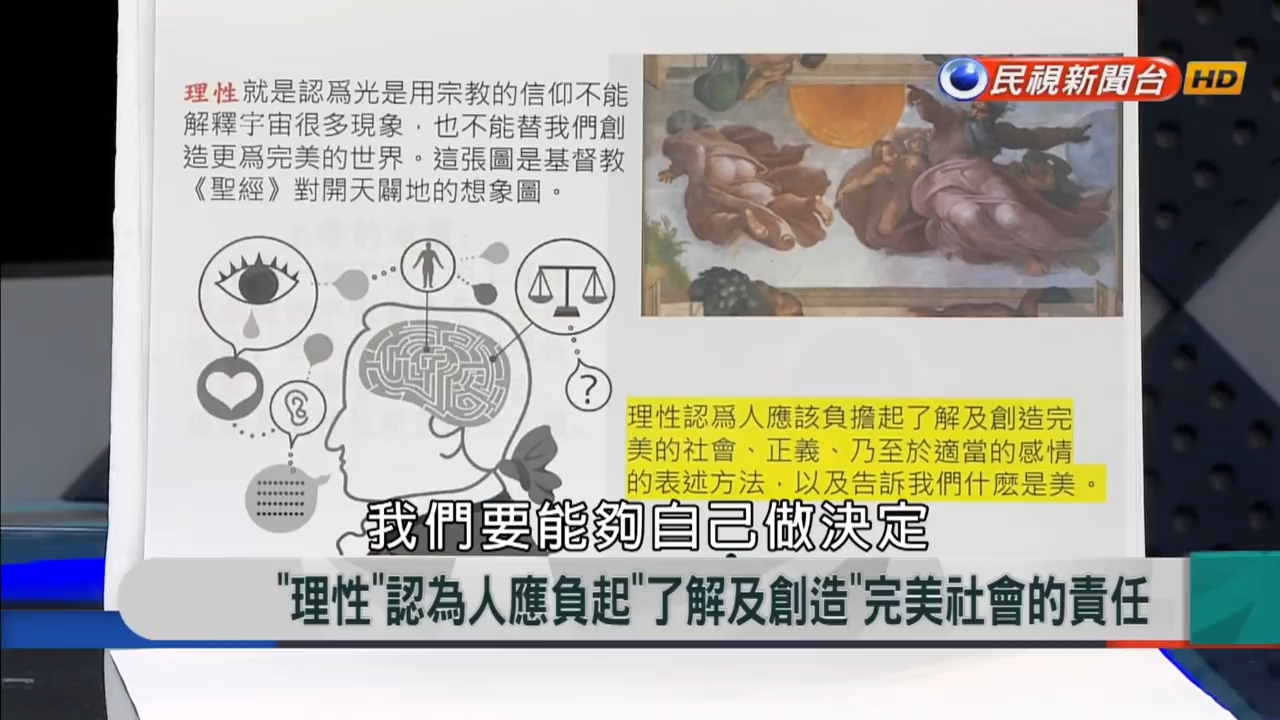 民視新聞台 HD
理性就是認爲光是用宗教的信仰不能
解釋宇宙很多現象，也不能替我們創
造更爲完美的世界。這張圖是基督教
《聖經》對開天闢地的想象圖。
?
理性認爲人應該負擔起了解及創造完
美的社會、正義、乃至於適當的感情
的表述方法，以及告訴我們什麽是美。
我們要能夠自己做決定
"理性"認為人應負起"了解及創造"完美社會的責任